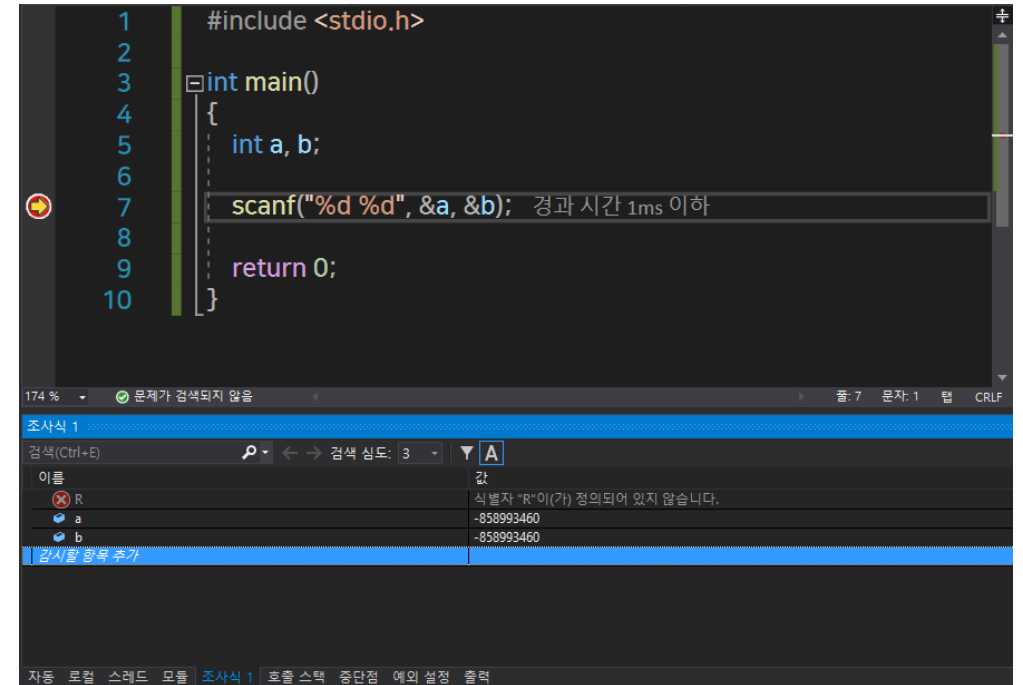 1 #include <stdio.h>
2
3 int main()
4 {
5 int a, b;
6
7 scanf("%d %d", &a, &b); 경과 시간 1ms 이하
8
9 return 0;
10 }
174 % 문제가 검색되지 않음 줄: 7 문자: 1 탭 CRLF
조사식 1
검색(Ctrl+E) 검색 심도: 3 A
이름 값
R 식별자 "R"이(가) 정의되어 있지 않습니다.
a -858993460
b -858993460
감시할 항목 추가
자동 로컬 스레드 모듈 조사식 1 호출 스택 중단점 예외 설정 출력